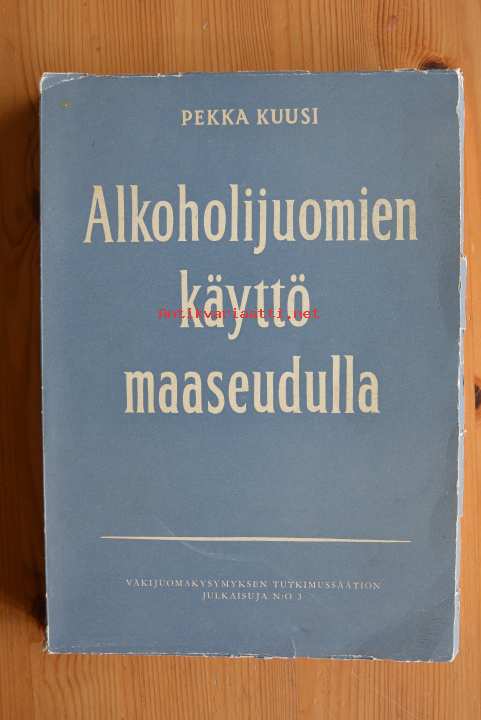 PEKKA KUUSI
Alkoholijuomien
käyttö
Antikvariaatti.net
maaseudulla
VÄKIJUOMAKYSYMYKSEN TUTKIMUSSÄÄTIÖN
JULKAISUJA N:O 3